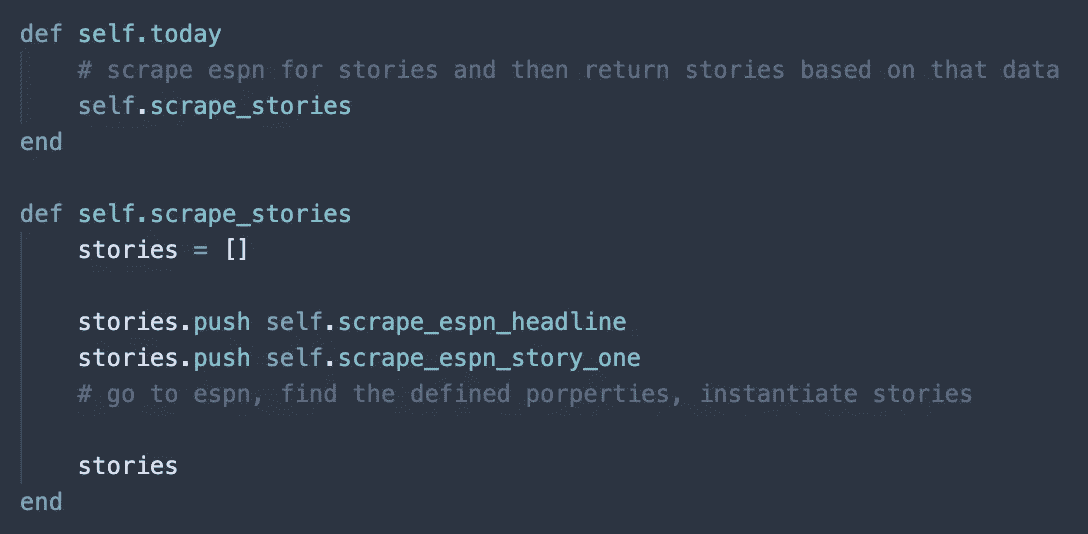 def self.today
    # scrape espn for stories and then return stories based on that data
    self.scrape_stories
end

def self.scrape_stories
    stories = []

    stories.push self.scrape_espn_headline
    stories.push self.scrape_espn_story_one
    # go to espn, find the defined porperties, instantiate stories

    stories
end